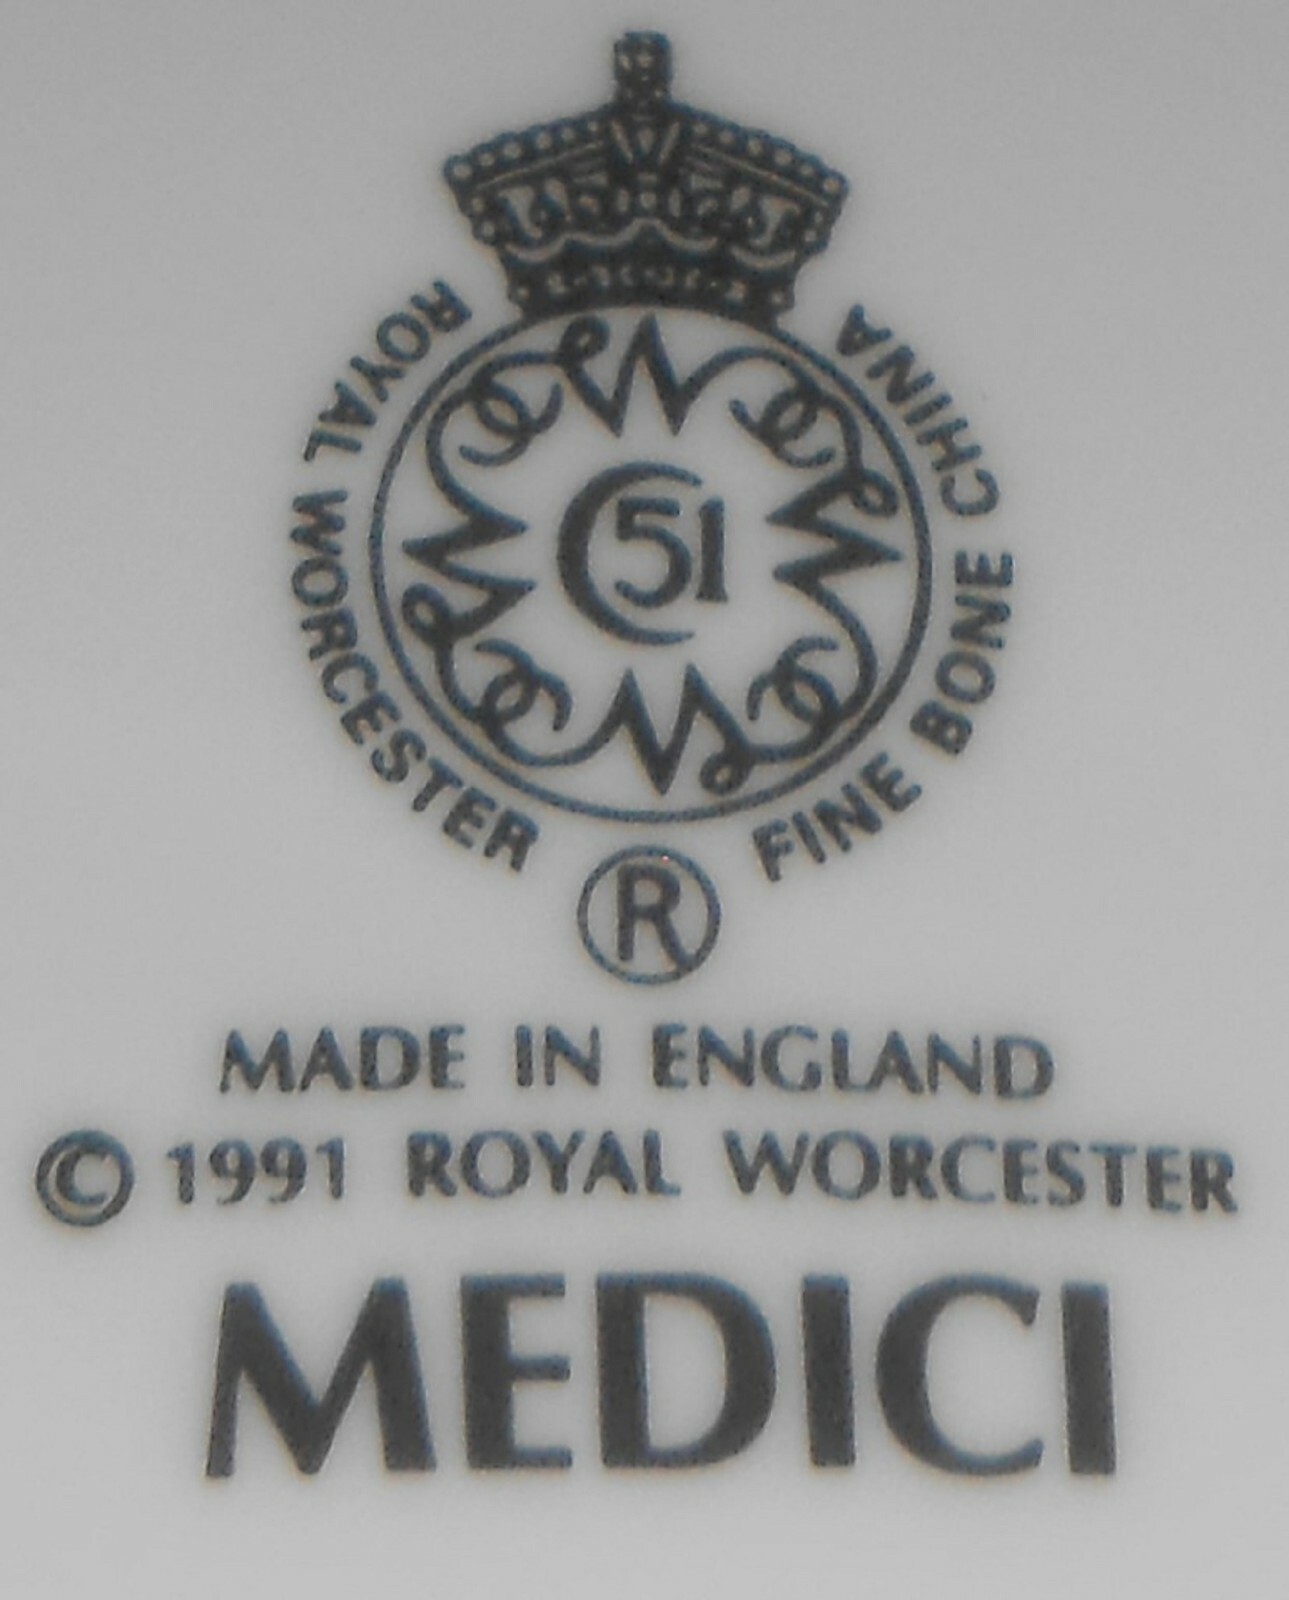 ROYAL WORCESTER
FINE BONE CHINA
51
®
MADE IN ENGLAND
© 1991 ROYAL WORCESTER
MEDICI